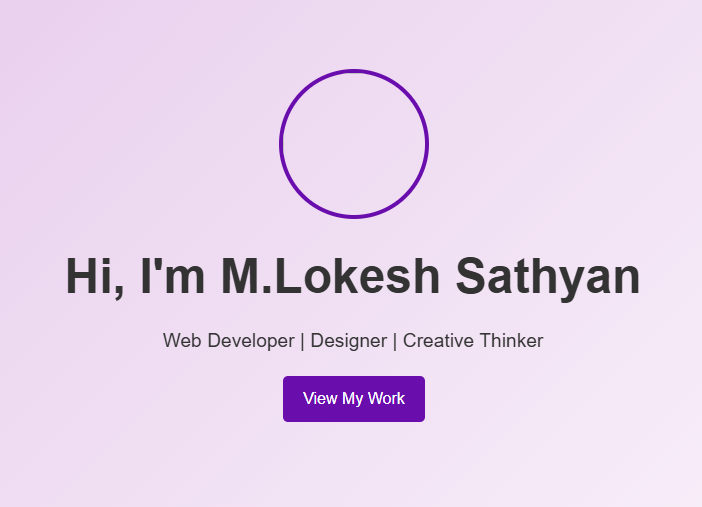 Hi, I'm M.Lokesh Sathyan
Web Developer | Designer | Creative Thinker
View My Work